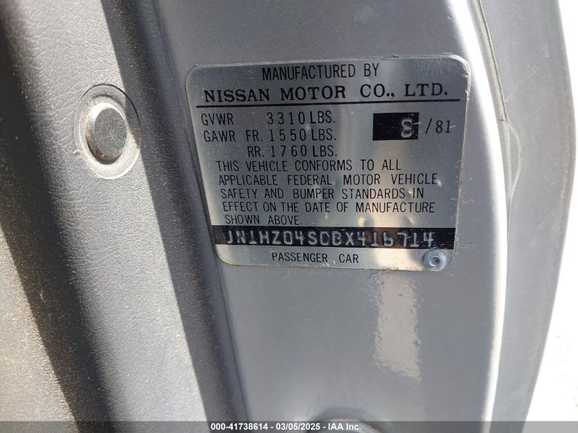 MANUFACTURED BY
NISSAN MOTOR CO., LTD.
GVWR 3310 LBS.
GAWR FR. 1550 LBS. 8/81
RR. 1760 LBS.
THIS VEHICLE CONFORMS TO ALL
APPLICABLE FEDERAL MOTOR VEHICLE
SAFETY AND BUMPER STANDARDS IN
EFFECT ON THE DATE OF MANUFACTURE
SHOWN ABOVE.
JN1HZ04S0BX416714
PASSENGER CAR
000-41738614 - 03/05/2025 - IAA Inc.